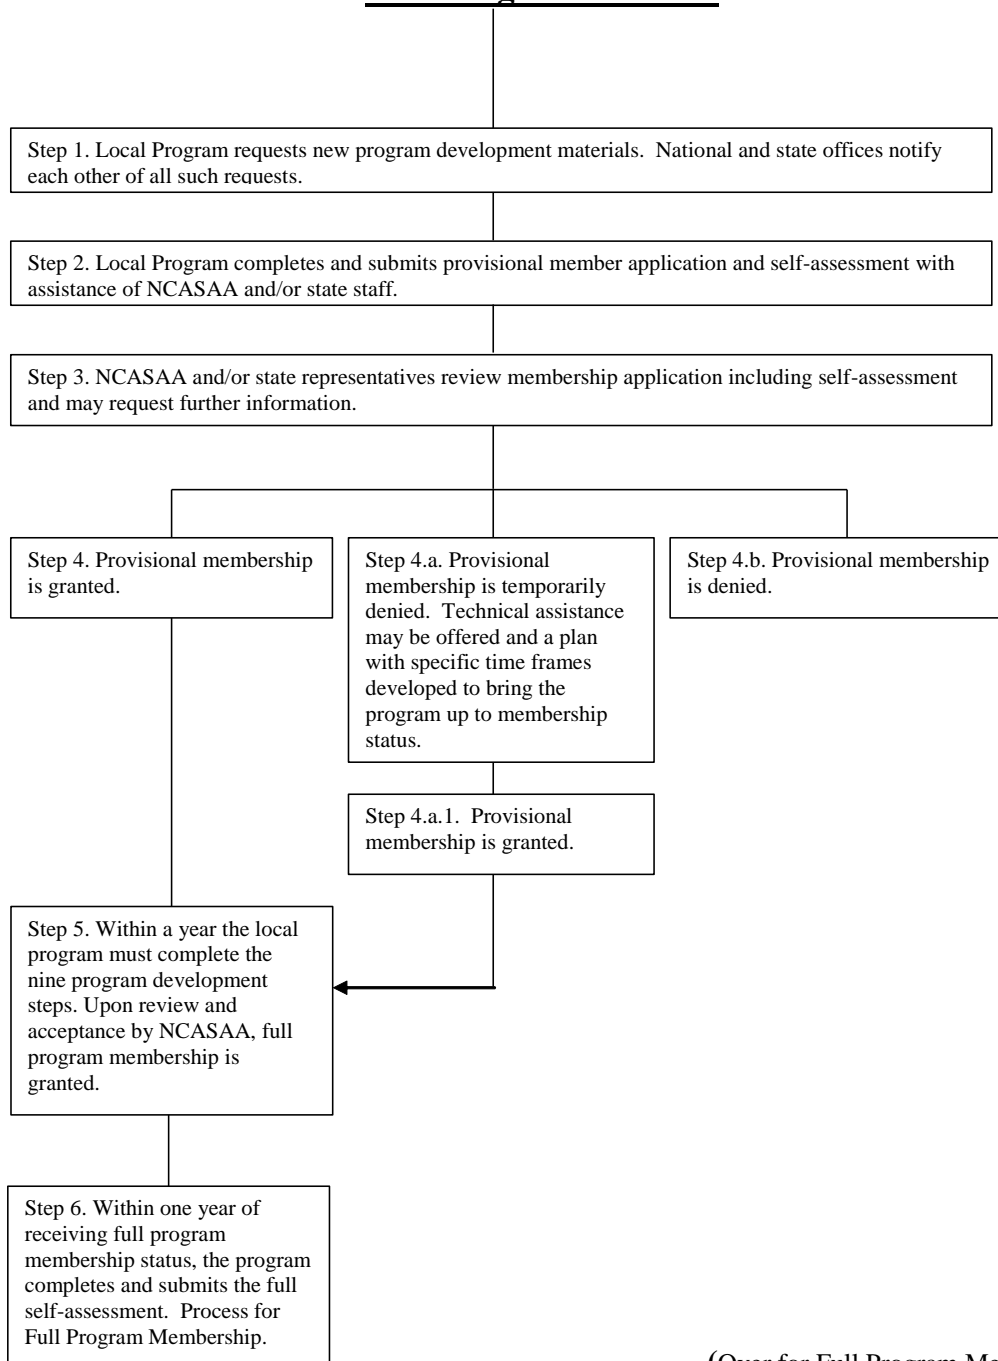 Step 1. Local Program requests new program development materials.  National and state offices notify
each other of all such requests.
Step 2. Local Program completes and submits provisional member application and self-assessment with
assistance of NCASAA and/or state staff.
Step 3. NCASAA and/or state representatives review membership application including self-assessment
and may request further information.
Step 4. Provisional membership
is granted.
Step 4.a. Provisional
membership is temporarily
denied.  Technical assistance
may be offered and a plan
with specific time frames
developed to bring the
program up to membership
status.
Step 4.b. Provisional membership
is denied.
Step 4.a.1.  Provisional
membership is granted.
Step 5. Within a year the local
program must complete the
nine program development
steps. Upon review and
acceptance by NCASAA, full
program membership is
granted.
Step 6. Within one year of
receiving full program
membership status, the program
completes and submits the full
self-assessment.  Process for
Full Program Membership.
(Over for Full Program